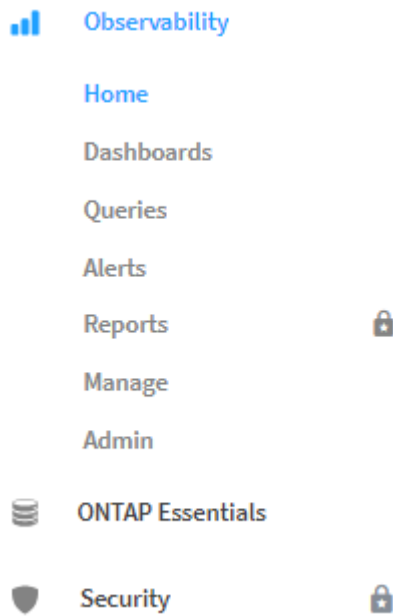 Observability
Home
Dashboards
Queries
Alerts
Reports
Manage
Admin
ONTAP Essentials
Security